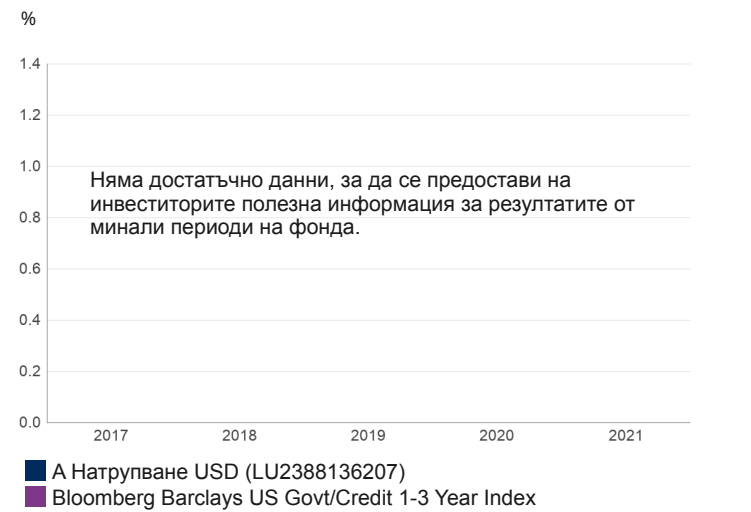 %
1.4
1.2
1.0
Няма достатъчно данни, за да се предостави на
инвеститорите полезна информация за резултатите от
0.8
минали периоди на фонда.
0.6
0.4
0.2
0.0
2017 2018 2019 2020 2021
А Натрупване USD (LU2388136207)
Bloomberg Barclays US Govt/Credit 1-3 Year Index